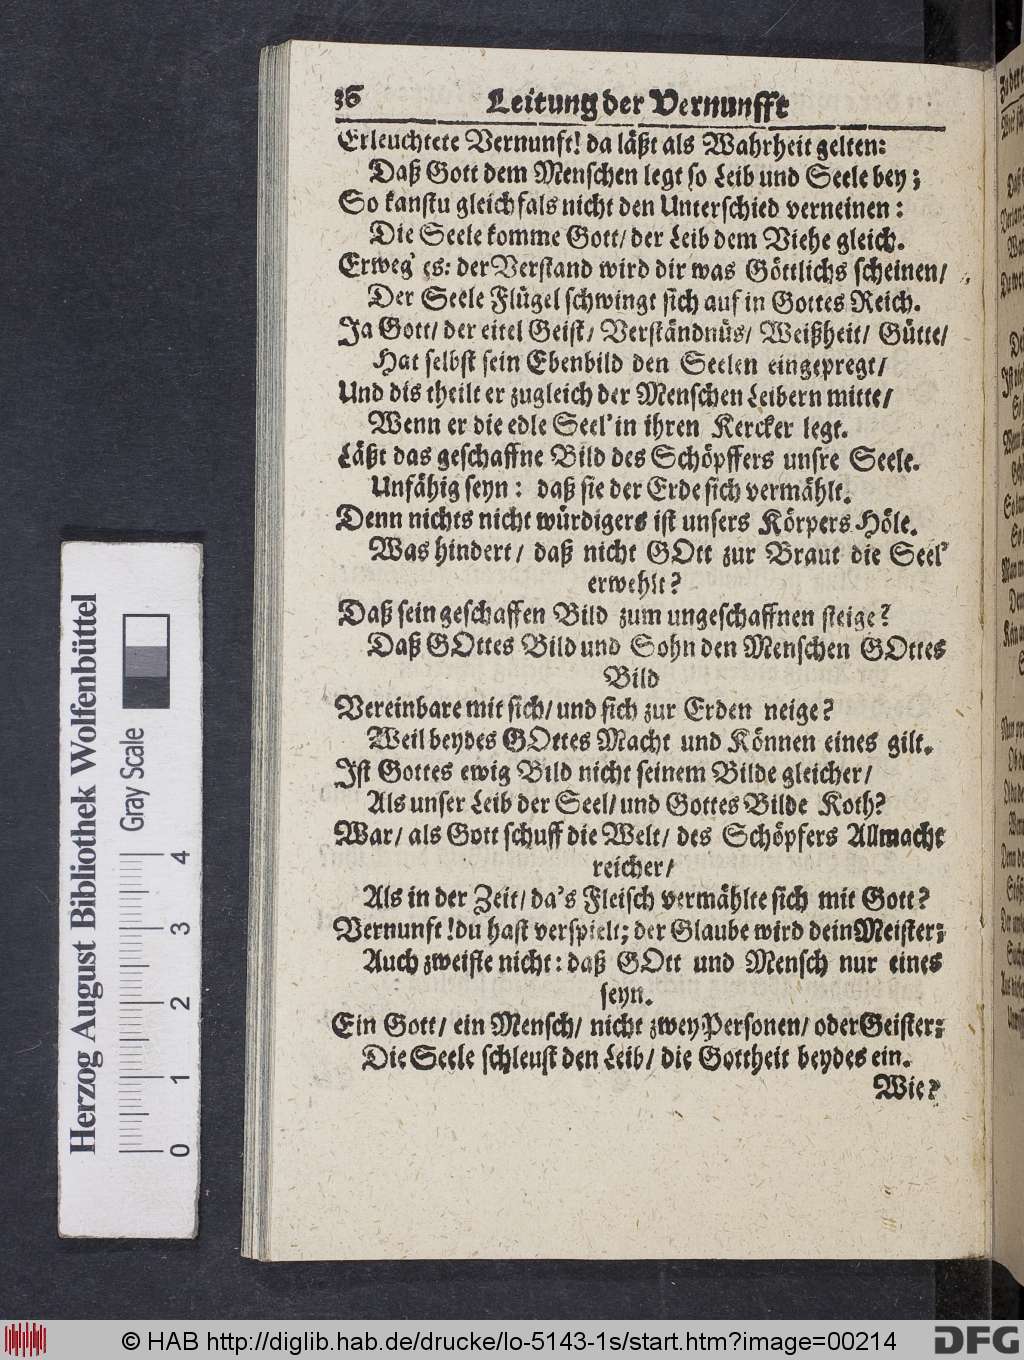 36 Leitung der Vernunfft
Erleuchtete Vernunft! da läßt als Wahrheit gelten:
Daß Gott dem Menschen legt so Leib und Seele bey;
So kanstu gleichfals nicht den Unterschied verneinen:
Die Seele komme Gott/ der Leib dem Viehe gleich.
Erweg' es: der Verstand wird dir was Göttlichs scheinen/
Der Seele Flügel schwingt sich auf in Gottes Reich.
Ja Gott/ der eitel Geist/ Verständnüs/ Weißheit/ Gütte/
Hat selbst sein Ebenbild den Seelen eingepregt/
Und dis theilt er zugleich der Menschen Leibern mitte/
Wenn er die edle Seel' in ihren Kercker legt.
Läßt das geschaffne Bild des Schöpffers unsre Seele.
Unfähig seyn: daß sie der Erde sich vermählt.
Denn nichts nicht würdigers ist unsers Körpers Höle.
Was hindert/ daß nicht GOtt zur Braut die Seel'
erwehlt?
Daß sein geschaffen Bild zum ungeschaffnen steige?
Daß GOttes Bild und Sohn den Menschen GOttes
Bild
Vereinbare mit sich/ und sich zur Erden neige?
Weil beydes GOttes Macht und Können eines gilt.
Ist Gottes ewig Bild nicht seinem Bilde gleicher/
Als unser Leib der Seel/ und Gottes Bilde Koth?
War/ als Gott schuff die Welt/ des Schöpfers Allmacht
reicher/
Als in der Zeit/ da's Fleisch vermählte sich mit Gott?
Vernunft! du hast verspielt; der Glaube wird dein Meister;
Auch zweifle nicht: daß GOtt und Mensch nur eines
seyn.
Ein Gott/ ein Mensch/ nicht zwey Personen/ oder Geister;
Die Seele schleust den Leib/ die Gottheit beydes ein.
Wie?
Herzog August Bibliothek Wolfenbüttel
Gray Scale
0 1 2 3 4
© HAB http://diglib.hab.de/drucke/lo-5143-1s/start.htm?image=00214
DFG